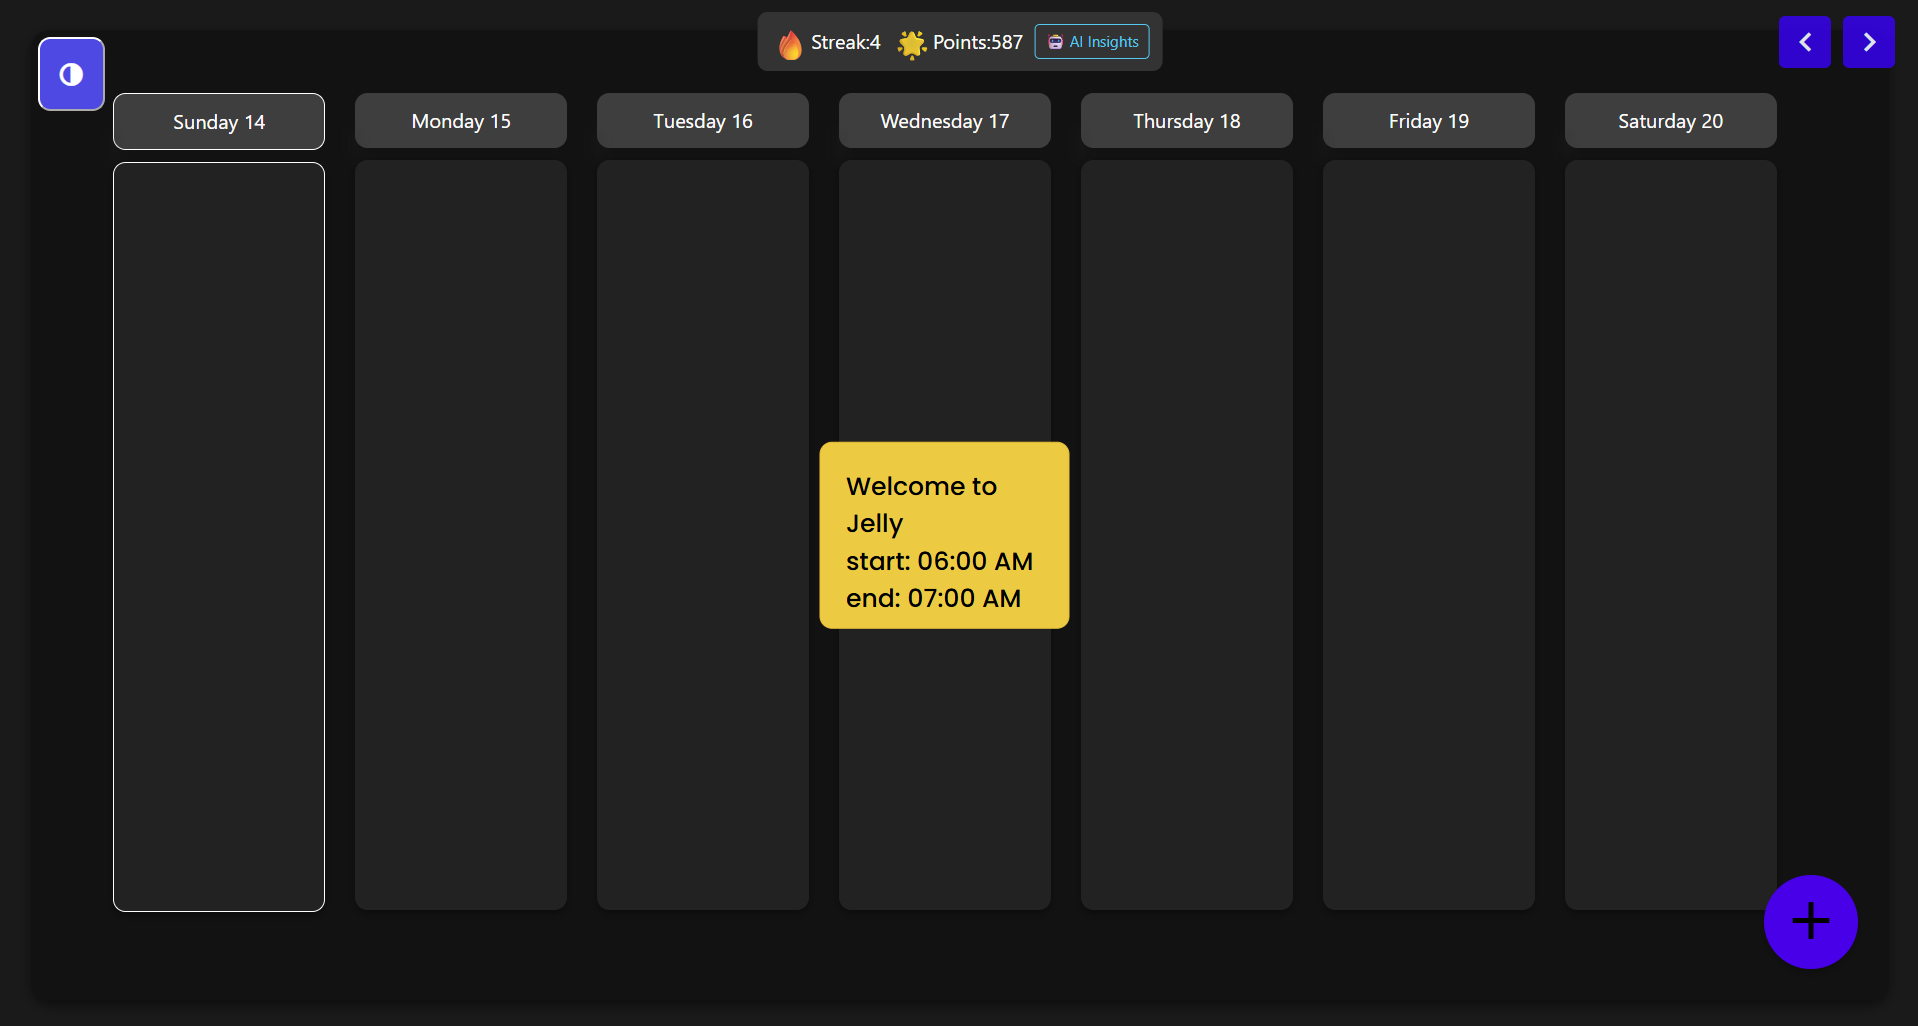 Streak:4 Points:587 AI Insights
Sunday 14 Monday 15 Tuesday 16 Wednesday 17 Thursday 18 Friday 19 Saturday 20
Welcome to
Jelly
start: 06:00 AM
end: 07:00 AM